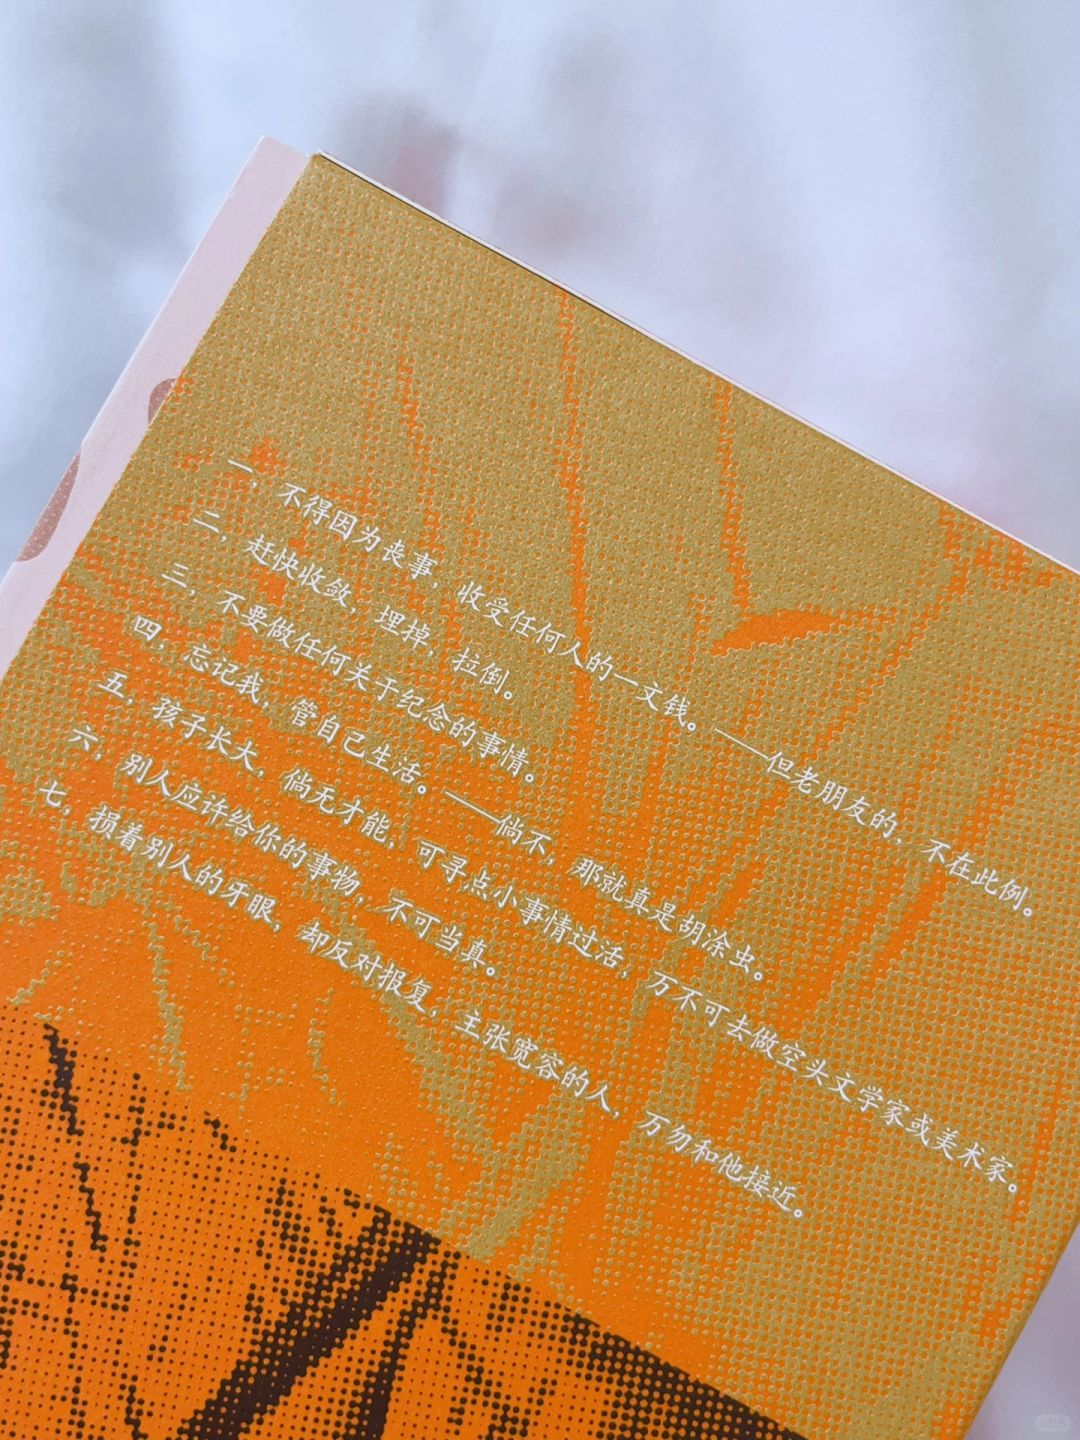 一，不得因为丧事，收受任何人的一文钱。——但老朋友的，不在此例。
二，赶快收敛，埋掉，拉倒。
三，不要做任何关于纪念的事情。
四，忘记我，管自己生活。——倘不，那就真是胡涂虫。
五，孩子长大，倘无才能，可寻点小事情过活，万不可去做空头文学家或美术家。
六，别人应许给你的事物，不可当真。
七，损着别人的牙眼，却反对报复，主张宽容的人，万勿和他接近。
小红书